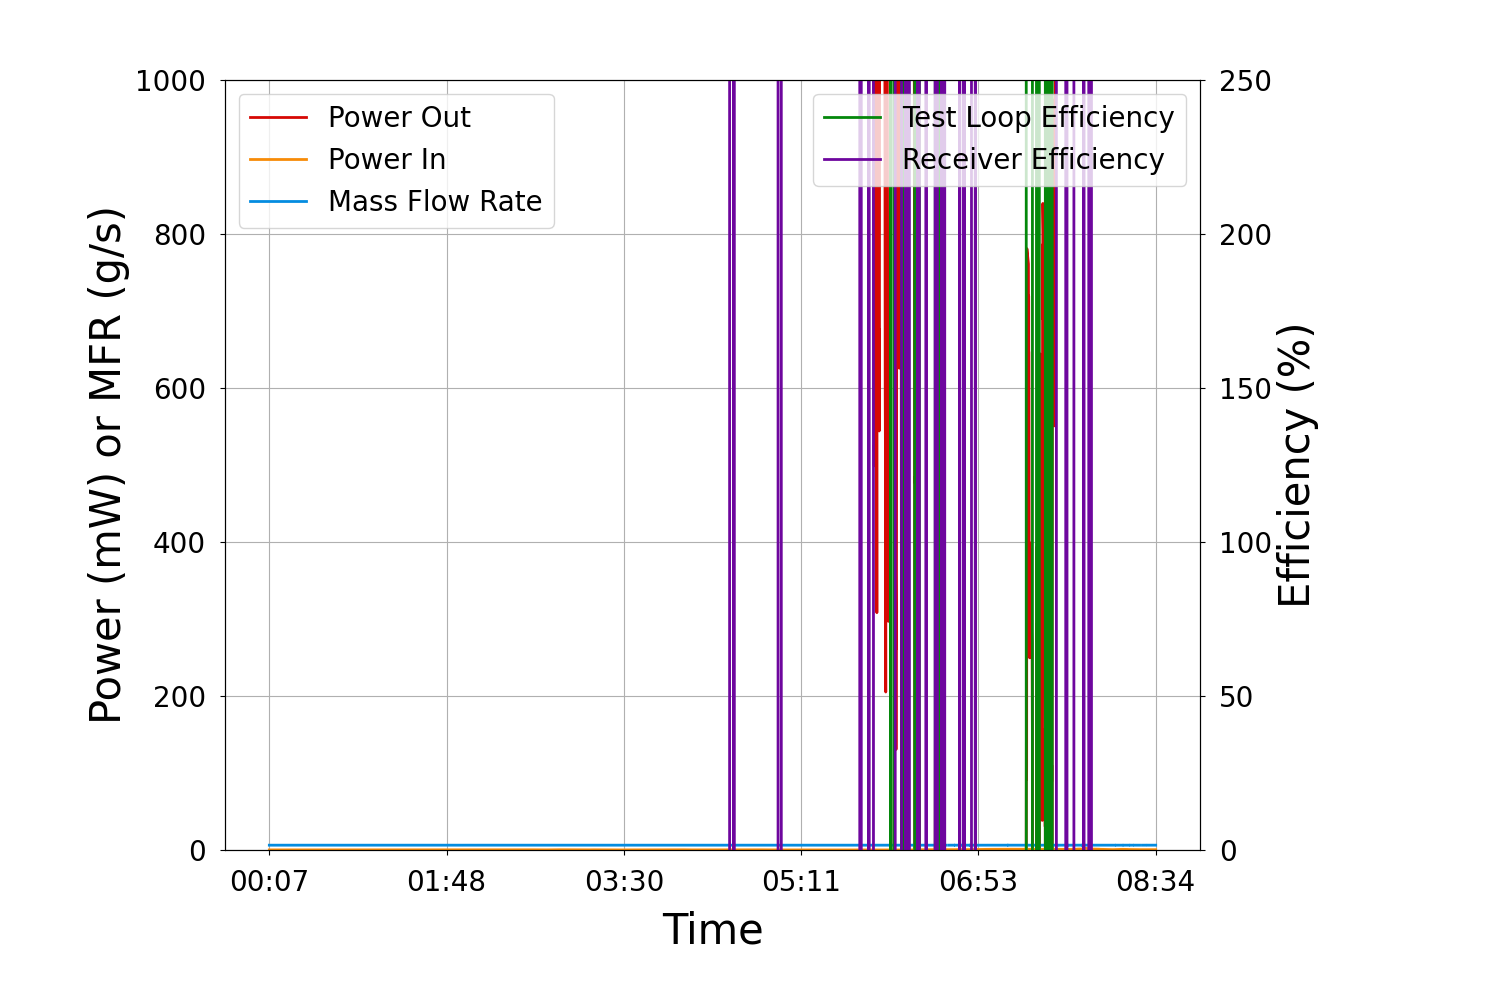 1000
800
600
400
200
0
Power (mW) or MFR (g/s)
Power Out
Power In
Mass Flow Rate
Test Loop Efficiency
Receiver Efficiency
250
200
150
100
50
0
Efficiency (%)
00:07 01:48 03:30 05:11 06:53 08:34
Time